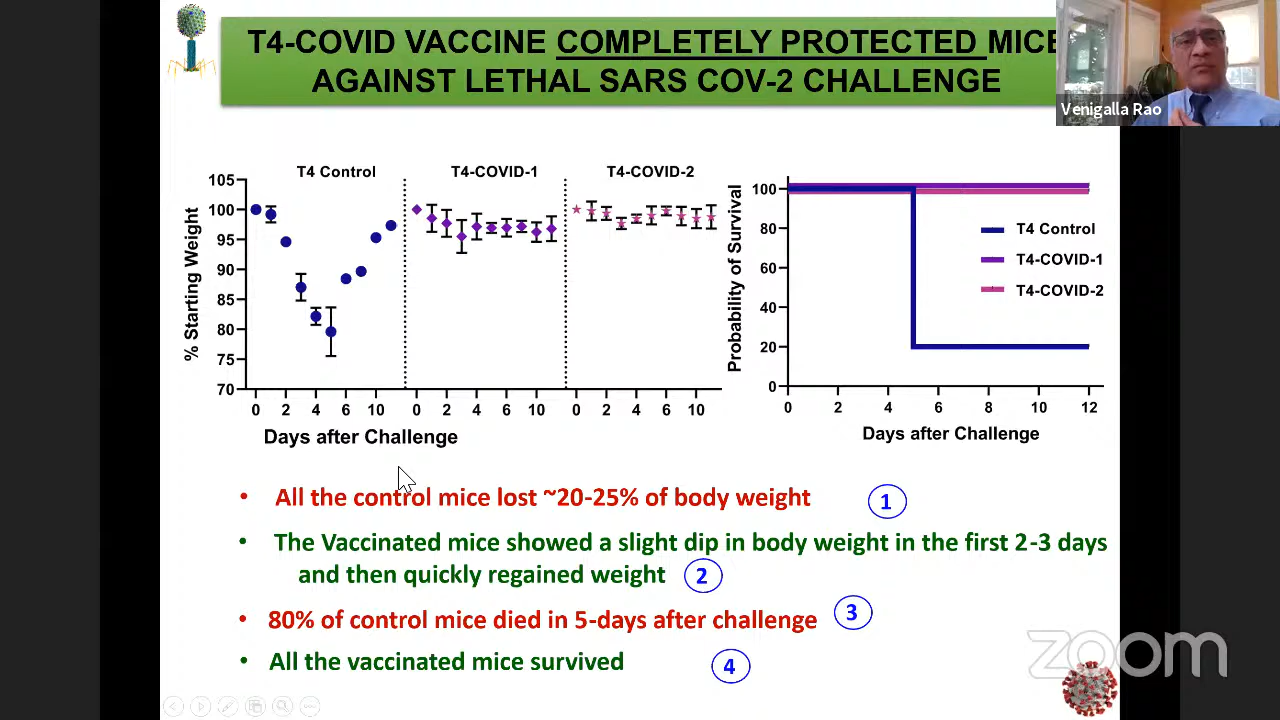 T4-COVID VACCINE COMPLETELY PROTECTED MICE
AGAINST LETHAL SARS COV-2 CHALLENGE
Venigalla Rao
T4 Control
T4-COVID-1
T4-COVID-2
% Starting Weight
105
100
95
90
85
80
75
70
0 2 4 6 10 0 2 4 6 10 0 2 4 6 10
Days after Challenge
Probability of Survival
100
80
60
40
20
0
T4 Control
T4-COVID-1
T4-COVID-2
0 2 4 6 8 10 12
Days after Challenge
• All the control mice lost ~20-25% of body weight 1
• The Vaccinated mice showed a slight dip in body weight in the first 2-3 days
and then quickly regained weight 2
• 80% of control mice died in 5-days after challenge 3
• All the vaccinated mice survived 4
zoom